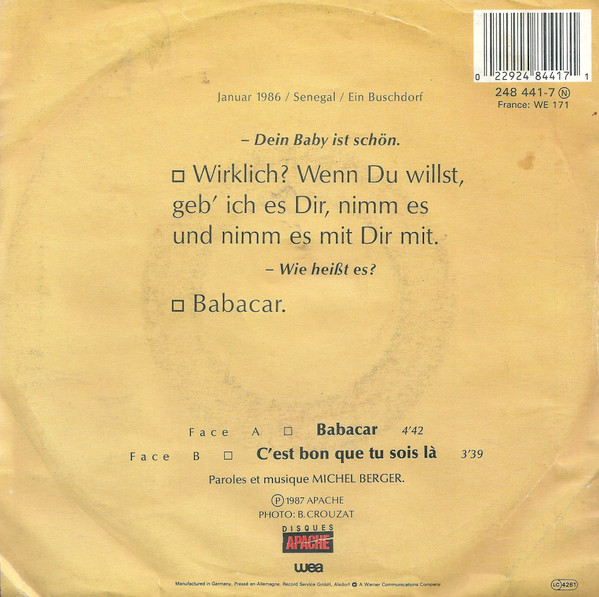 0 22924 84417 1
248 441-7 N
France: WE 171
Januar 1986 / Senegal / Ein Buschdorf
– Dein Baby ist schön.
□ Wirklich? Wenn Du willst,
geb' ich es Dir, nimm es
und nimm es mit Dir mit.
– Wie heißt es?
□ Babacar.
Face A □ Babacar 4'42
Face B □ C'est bon que tu sois là 3'39
Paroles et musique MICHEL BERGER.
Ⓟ 1987 APACHE
PHOTO: B. CROUZAT
DISQUES
APACHE
wea
Manufactured in Germany, Pressé en Allemagne, Record Service GmbH, Alsdorf A Warner Communications Company
LC 4281